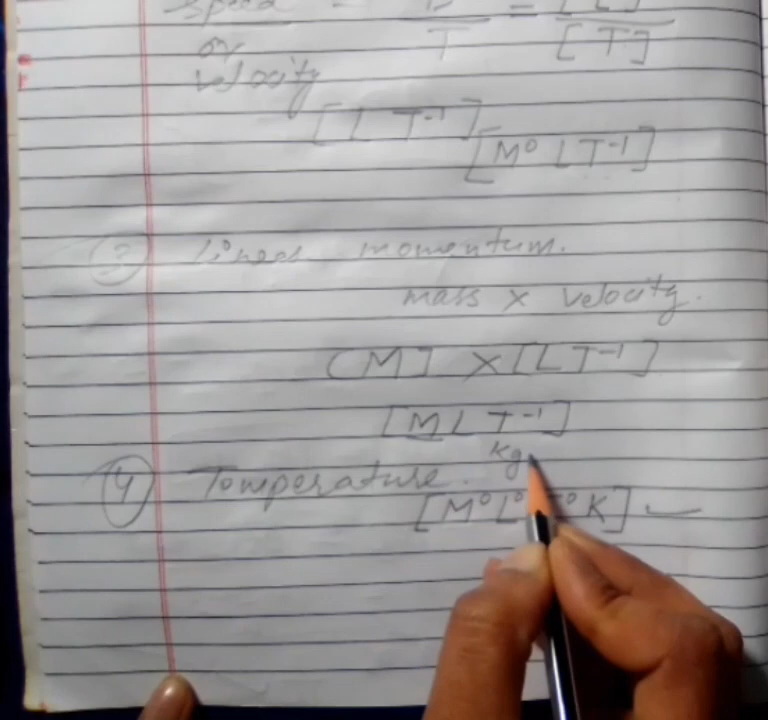 Speed = D/T = [L]/[T]
or
velocity
[L T⁻¹]
[M⁰ L T⁻¹]
③ Linear momentum.
mass × velocity.
[M] × [L T⁻¹]
[M L T⁻¹]
kg
④ Temperature.
[M⁰ L⁰ T⁰ K]